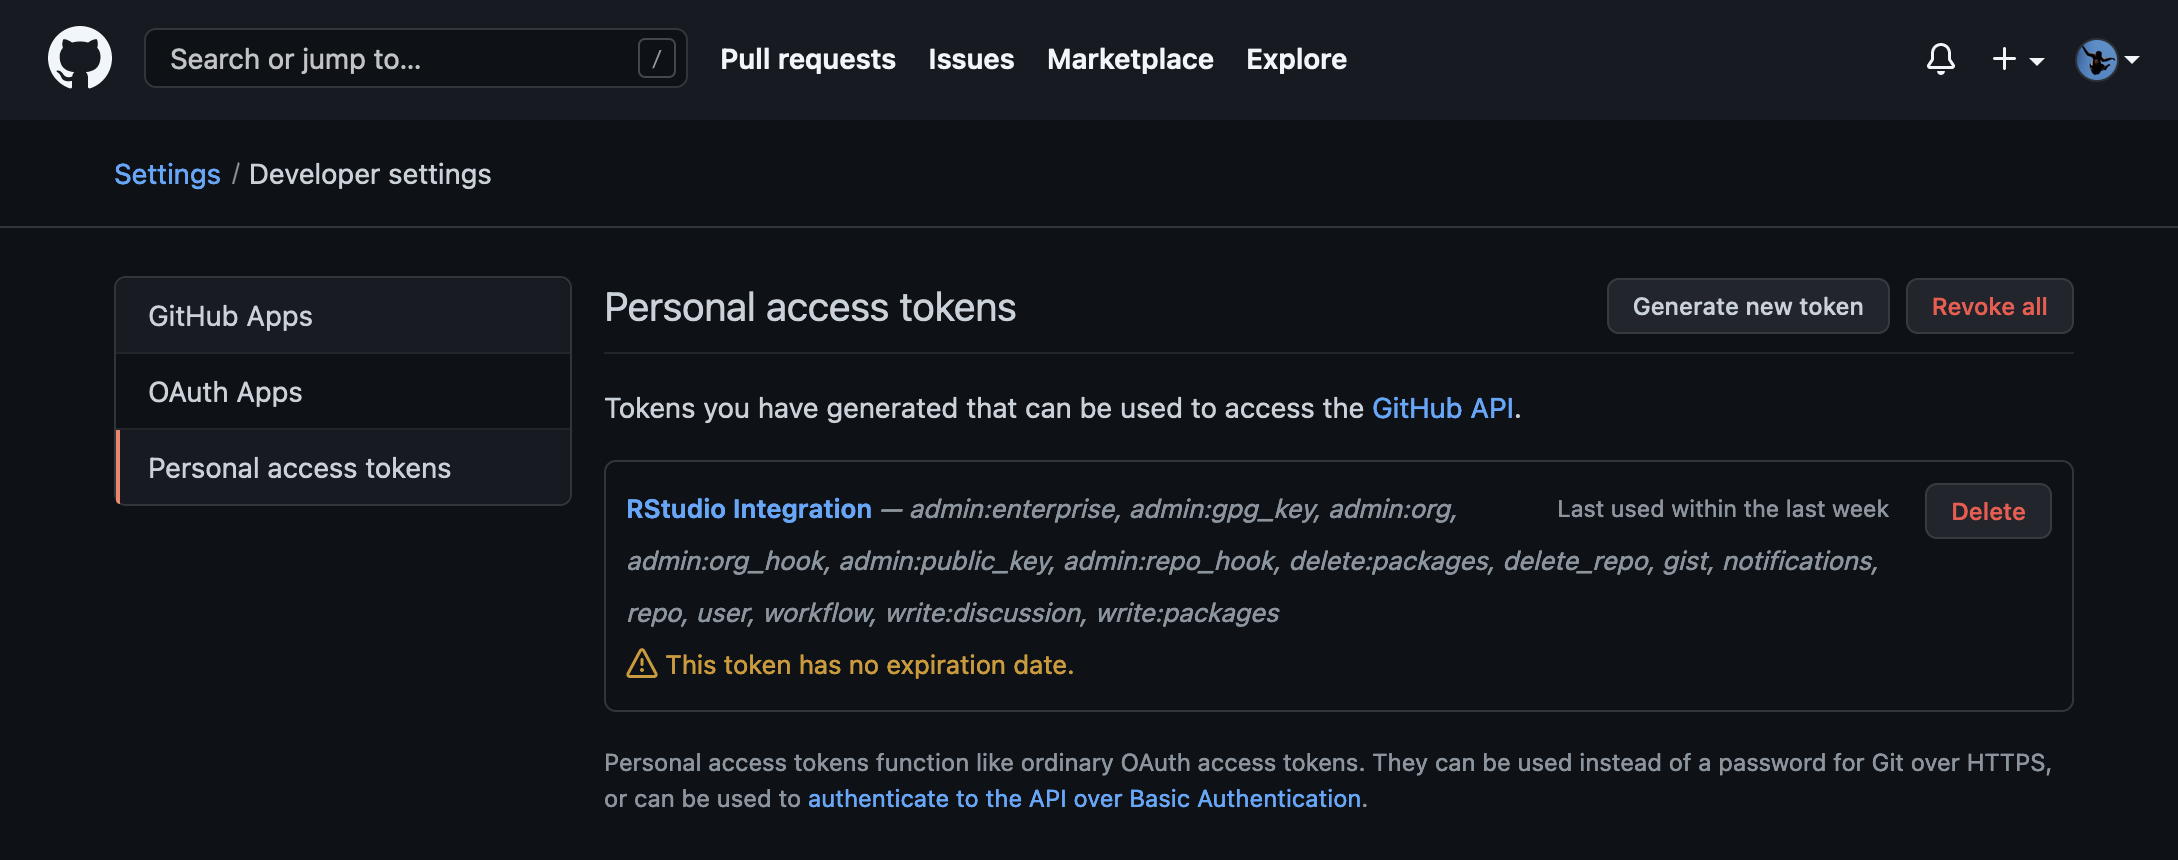 Search or jump to... /
Pull requests Issues Marketplace Explore
Settings / Developer settings
GitHub Apps
OAuth Apps
Personal access tokens
Personal access tokens
Generate new token
Revoke all
Tokens you have generated that can be used to access the GitHub API.
RStudio Integration — admin:enterprise, admin:gpg_key, admin:org,
admin:org_hook, admin:public_key, admin:repo_hook, delete:packages, delete_repo, gist, notifications,
repo, user, workflow, write:discussion, write:packages
Last used within the last week
Delete
This token has no expiration date.
Personal access tokens function like ordinary OAuth access tokens. They can be used instead of a password for Git over HTTPS,
or can be used to authenticate to the API over Basic Authentication.